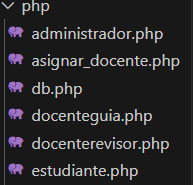 php
administrador.php
asignar_docente.php
db.php
docenteguia.php
docenterevisor.php
estudiante.php